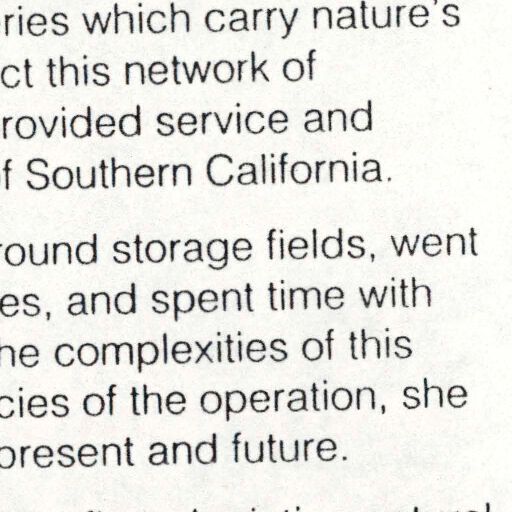 ries which carry nature's
ct this network of
rovided service and
f Southern California.
round storage fields, went
es, and spent time with
he complexities of this
cies of the operation, she
present and future.